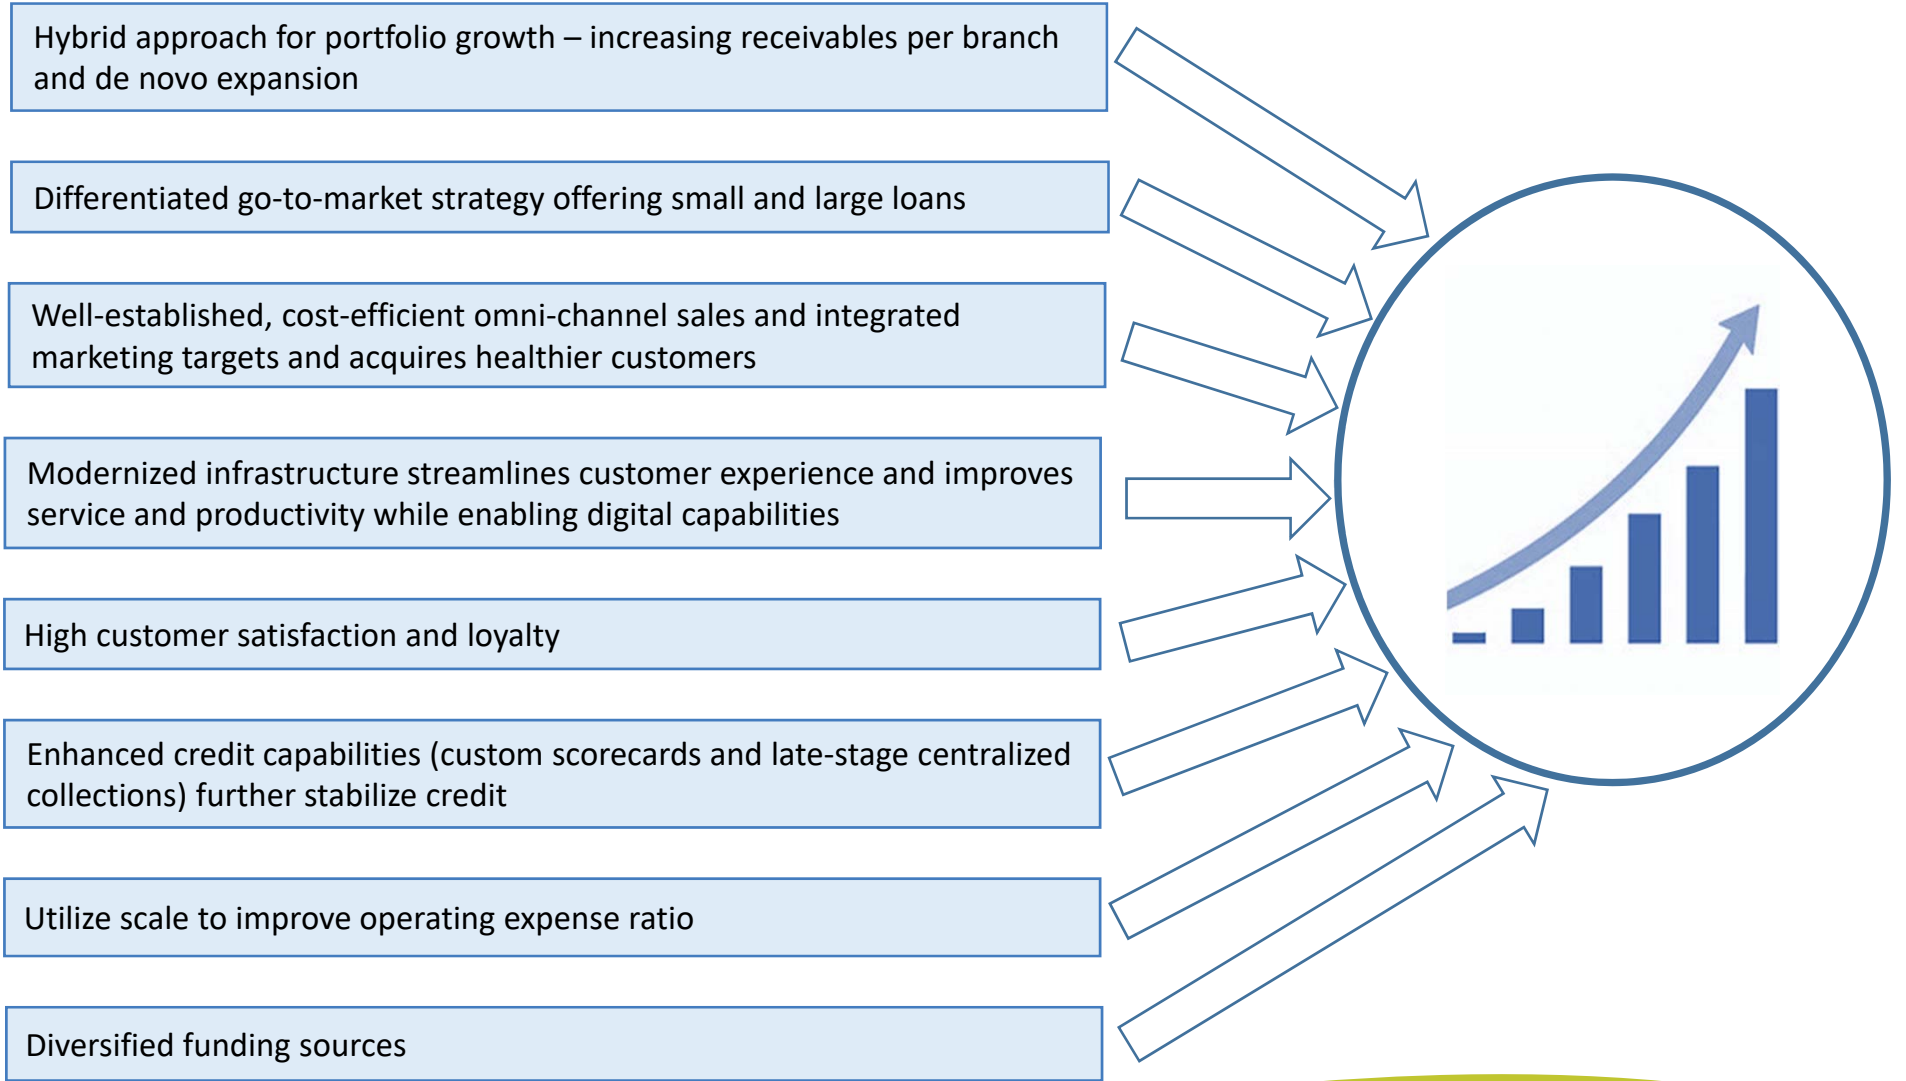 Hybrid approach for portfolio growth – increasing receivables per branch
and de novo expansion
Differentiated go-to-market strategy offering small and large loans
Well-established, cost-efficient omni-channel sales and integrated
marketing targets and acquires healthier customers
Modernized infrastructure streamlines customer experience and improves
service and productivity while enabling digital capabilities
High customer satisfaction and loyalty
Enhanced credit capabilities (custom scorecards and late-stage centralized
collections) further stabilize credit
Utilize scale to improve operating expense ratio
Diversified funding sources